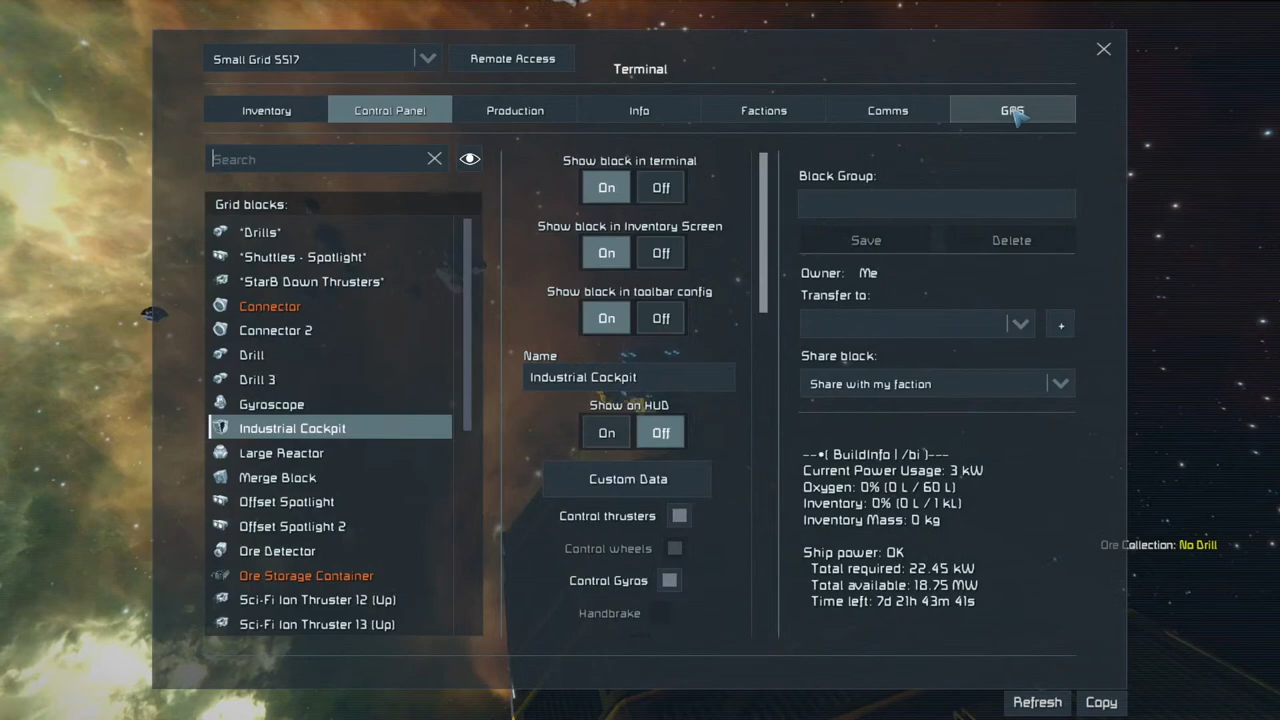 Small Grid 5517
Remote Access
Terminal
Inventory
Control Panel
Production
Info
Factions
Comms
GPS
Search
Grid blocks:
*Drills*
*Shuttles - Spotlight*
*StarB Down Thrusters*
Connector
Connector 2
Drill
Drill 3
Gyroscope
Industrial Cockpit
Large Reactor
Merge Block
Offset Spotlight
Offset Spotlight 2
Ore Detector
Ore Storage Container
Sci-Fi Ion Thruster 12 (Up)
Sci-Fi Ion Thruster 13 (Up)
Show block in terminal
On Off
Show block in Inventory Screen
On Off
Show block in toolbar config
On Off
Name
Industrial Cockpit
Show on HUD
On Off
Custom Data
Control thrusters
Control wheels
Control Gyros
Handbrake
Block Group:
Save
Delete
Owner: Me
Transfer to:
+
Share block:
Share with my faction
--•( BuildInfo | /bi )---
Current Power Usage: 3 kW
Oxygen: 0% (0 L / 60 L)
Inventory: 0% (0 L / 1 kL)
Inventory Mass: 0 kg
Ship power: OK
Total required: 22.45 kW
Total available: 18.75 MW
Time left: 7d 21h 43m 41s
Ore Collection: No Drill
Refresh
Copy